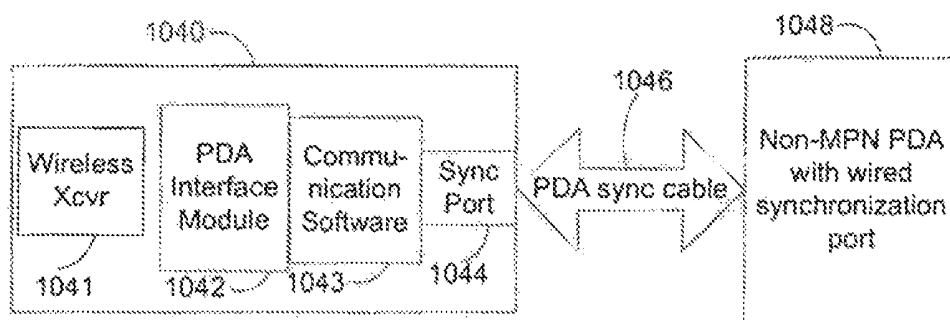 1040
1048
1046
Wireless
Xcvr
PDA
Interface
Module
Commu-
nication
Software
Sync
Port
PDA sync cable
Non-MPN PDA
with wired
synchronization
port
1041
1042
1043
1044